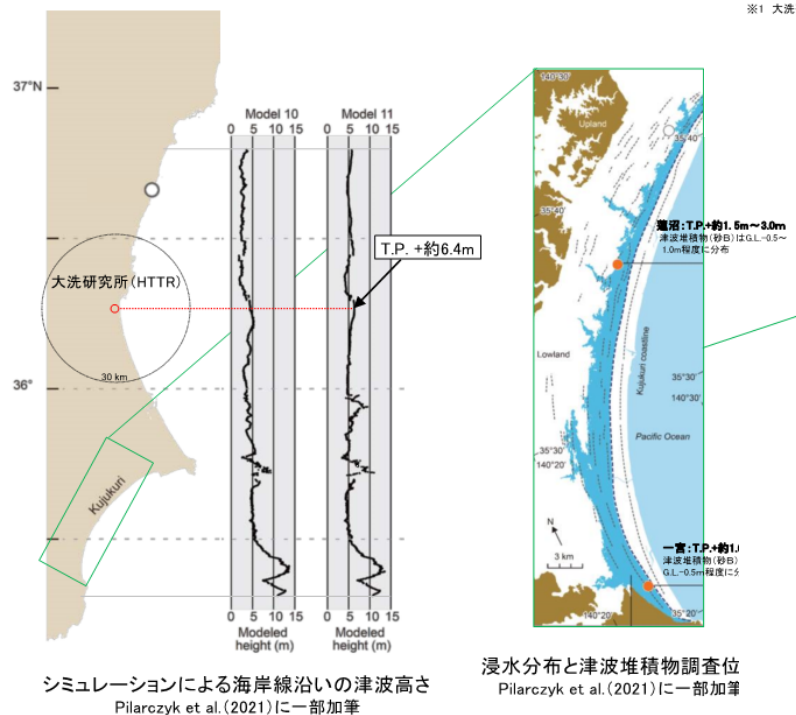 ※1 大洗
37°N
Model 10
Model 11
0 5 10 15
0 5 10 15
T.P. +約6.4m
大洗研究所(HTTR)
30 km
36°
Kujukuri
0 5 10 15
0 5 10 15
Modeled
height (m)
Modeled
height (m)
シミュレーションによる海岸線沿いの津波高さ
Pilarczyk et al.(2021)に一部加筆
140°30'
Upland
35°40'
35°40'
蓮沼:T.P.+約1.5m～3.0m
津波堆積物(砂B)はG.L.-0.5～
1.0m程度に分布
Lowland
Kujukuri coastline
35°30'
140°30'
Pacific Ocean
35°30'
140°20'
N
3 km
一宮:T.P.+約1.
津波堆積物(砂B)
G.L.-0.5m程度に
140°20'
35°20'
浸水分布と津波堆積物調査位
Pilarczyk et al.(2021)に一部加筆